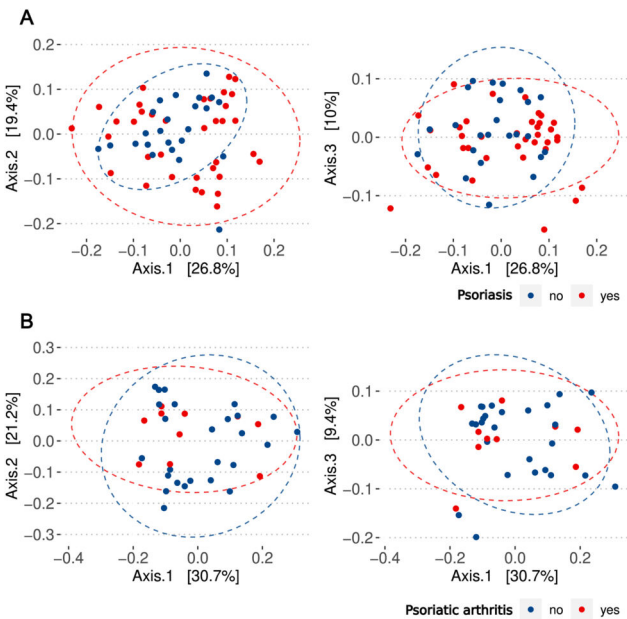 A
0.2
0.1
0.0
−0.1
−0.2
Axis.2 [19.4%]
−0.2 −0.1 0.0 0.1 0.2
Axis.1 [26.8%]
0.1
0.0
−0.1
Axis.3 [10%]
−0.2 −0.1 0.0 0.1 0.2
Axis.1 [26.8%]
Psoriasis no yes
B
0.3
0.2
0.1
0.0
−0.1
−0.2
−0.3
Axis.2 [21.2%]
−0.4 −0.2 0.0 0.2
Axis.1 [30.7%]
0.1
0.0
−0.1
−0.2
Axis.3 [9.4%]
−0.4 −0.2 0.0 0.2
Axis.1 [30.7%]
Psoriatic arthritis no yes